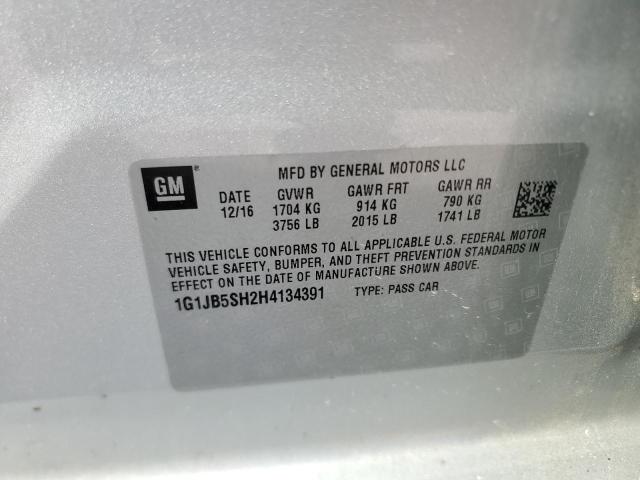 GM
MFD BY GENERAL MOTORS LLC
DATE GVWR GAWR FRT GAWR RR
12/16 1704 KG 914 KG 790 KG
3756 LB 2015 LB 1741 LB
THIS VEHICLE CONFORMS TO ALL APPLICABLE U.S. FEDERAL MOTOR
VEHICLE SAFETY, BUMPER, AND THEFT PREVENTION STANDARDS IN
EFFECT ON THE DATE OF MANUFACTURE SHOWN ABOVE.
1G1JB5SH2H4134391 TYPE: PASS CAR